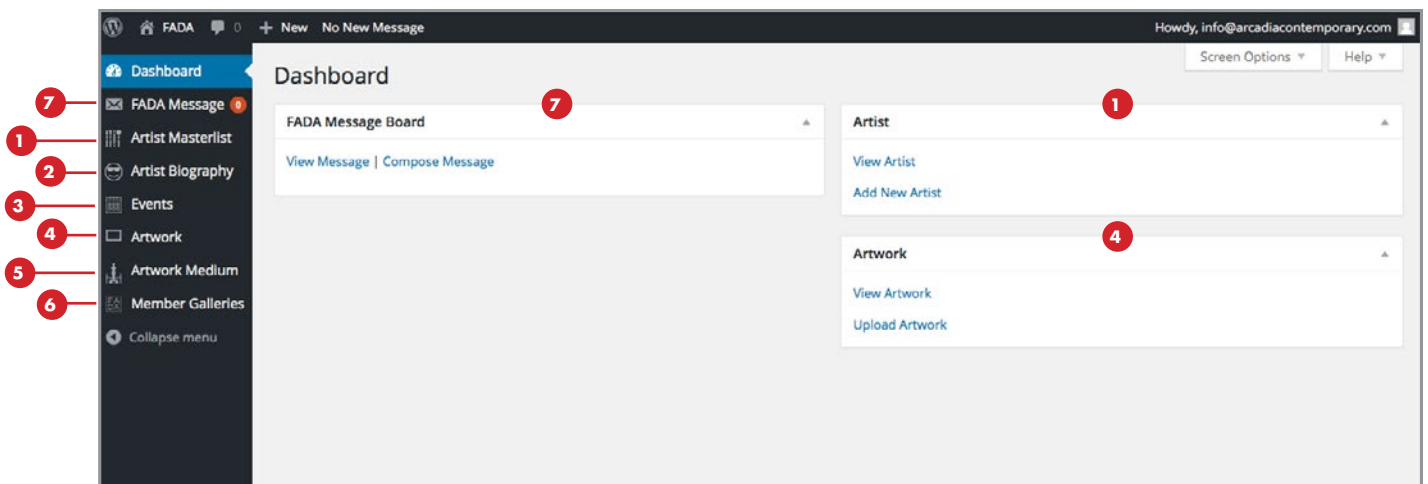 FADA 0 New No New Message Howdy, info@arcadiacontemporary.com
Screen Options Help
Dashboard
7 FADA Message 0
1 Artist Masterlist
2 Artist Biography
3 Events
4 Artwork
5 Artwork Medium
6 Member Galleries
Collapse menu
Dashboard
7
FADA Message Board
View Message | Compose Message
1
Artist
View Artist
Add New Artist
4
Artwork
View Artwork
Upload Artwork